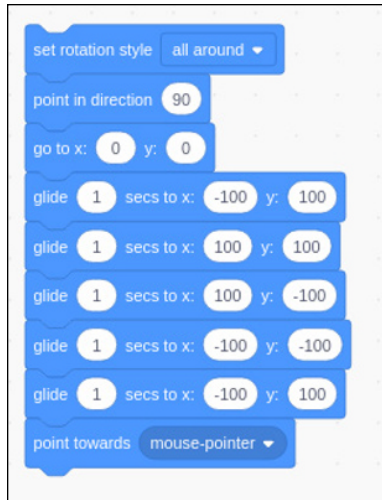 set rotation style all around
point in direction 90
go to x: 0 y: 0
glide 1 secs to x: -100 y: 100
glide 1 secs to x: 100 y: 100
glide 1 secs to x: 100 y: -100
glide 1 secs to x: -100 y: -100
glide 1 secs to x: -100 y: 100
point towards mouse-pointer